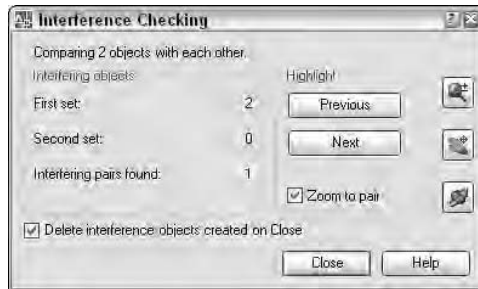 Interference Checking
Comparing 2 objects with each other.
Interfering objects
First set: 2
Second set: 0
Interfering pairs found: 1
Highlight
Previous
Next
Zoom to pair
Delete interference objects created on Close
Close
Help